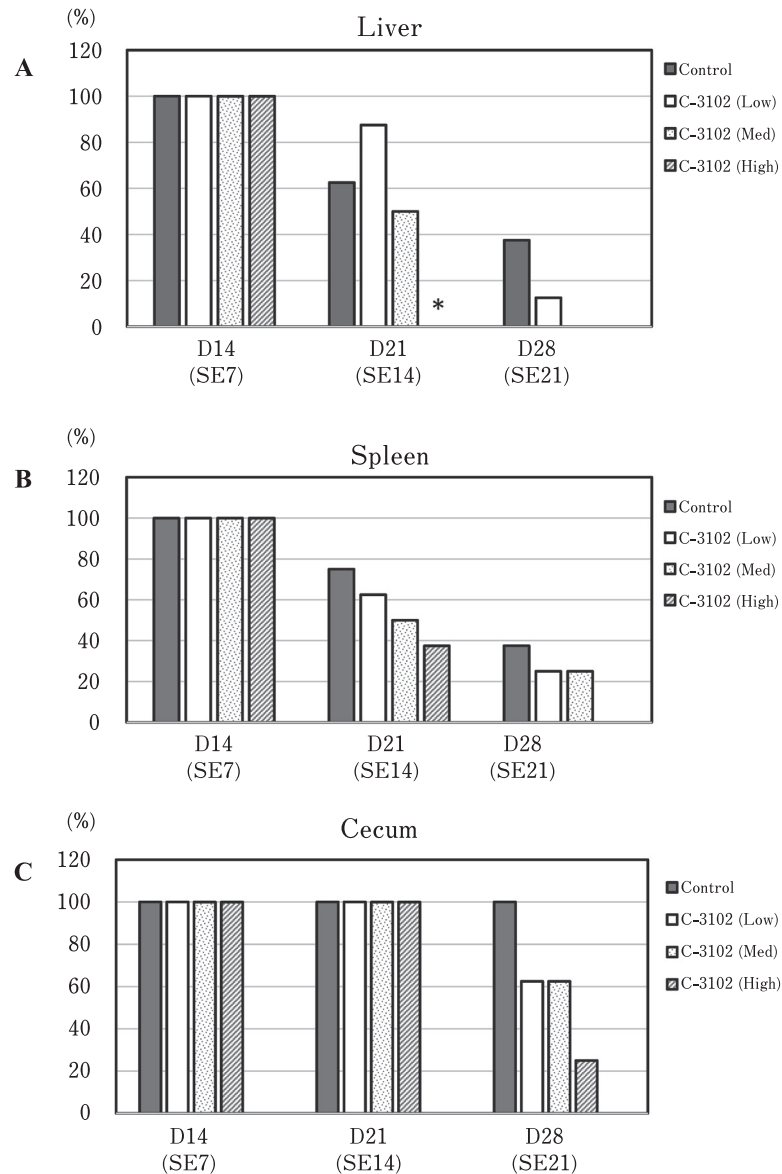 (%)
Liver
A
120
100
80
60
40
20
0
*
D14
(SE7)
D21
(SE14)
D28
(SE21)
Control
C-3102 (Low)
C-3102 (Med)
C-3102 (High)
(%)
Spleen
B
120
100
80
60
40
20
0
D14
(SE7)
D21
(SE14)
D28
(SE21)
Control
C-3102 (Low)
C-3102 (Med)
C-3102 (High)
(%)
Cecum
C
120
100
80
60
40
20
0
D14
(SE7)
D21
(SE14)
D28
(SE21)
Control
C-3102 (Low)
C-3102 (Med)
C-3102 (High)